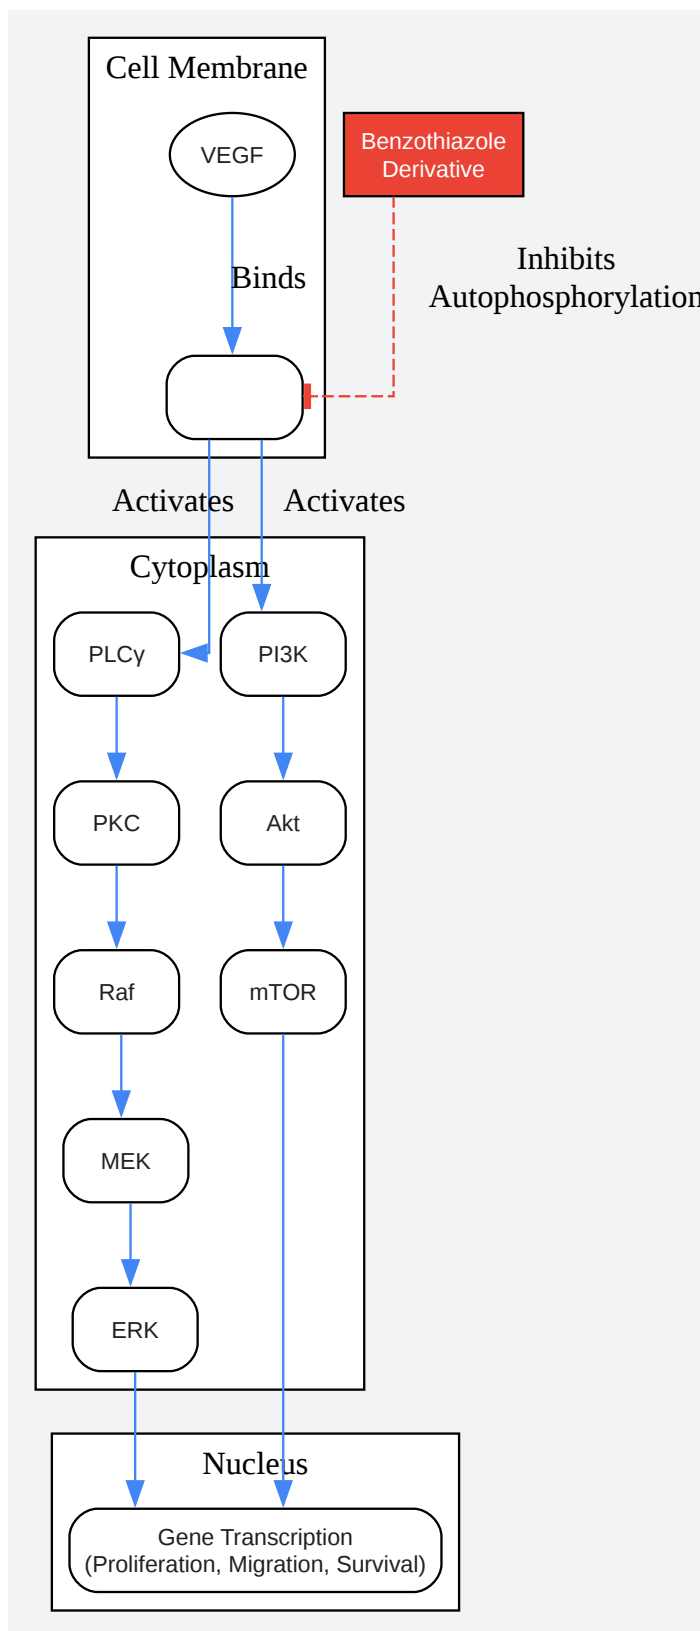 Cell Membrane
VEGF
Benzothiazole
Derivative
Binds
Inhibits
Autophosphorylation
Activates
Activates
Cytoplasm
PLCγ
PI3K
PKC
Akt
Raf
mTOR
MEK
ERK
Nucleus
Gene Transcription
(Proliferation, Migration, Survival)